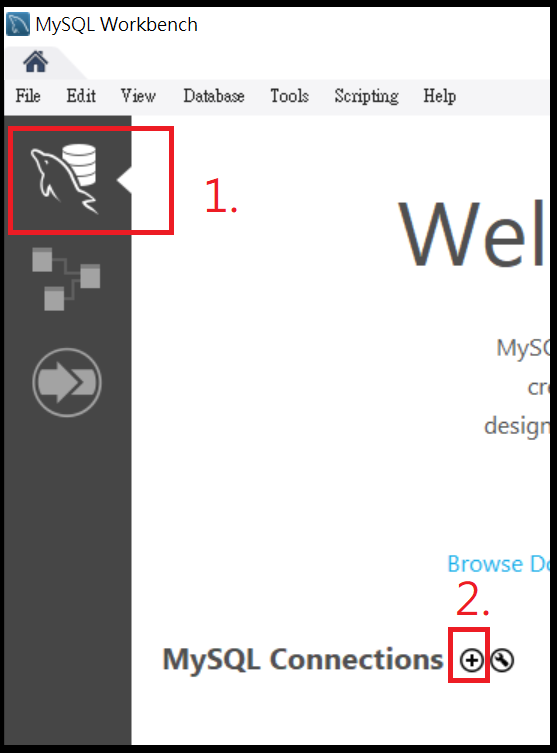 MySQL Workbench
File Edit View Database Tools Scripting Help
1.
Wel
MySQ
cre
design
Browse Do
2.
MySQL Connections